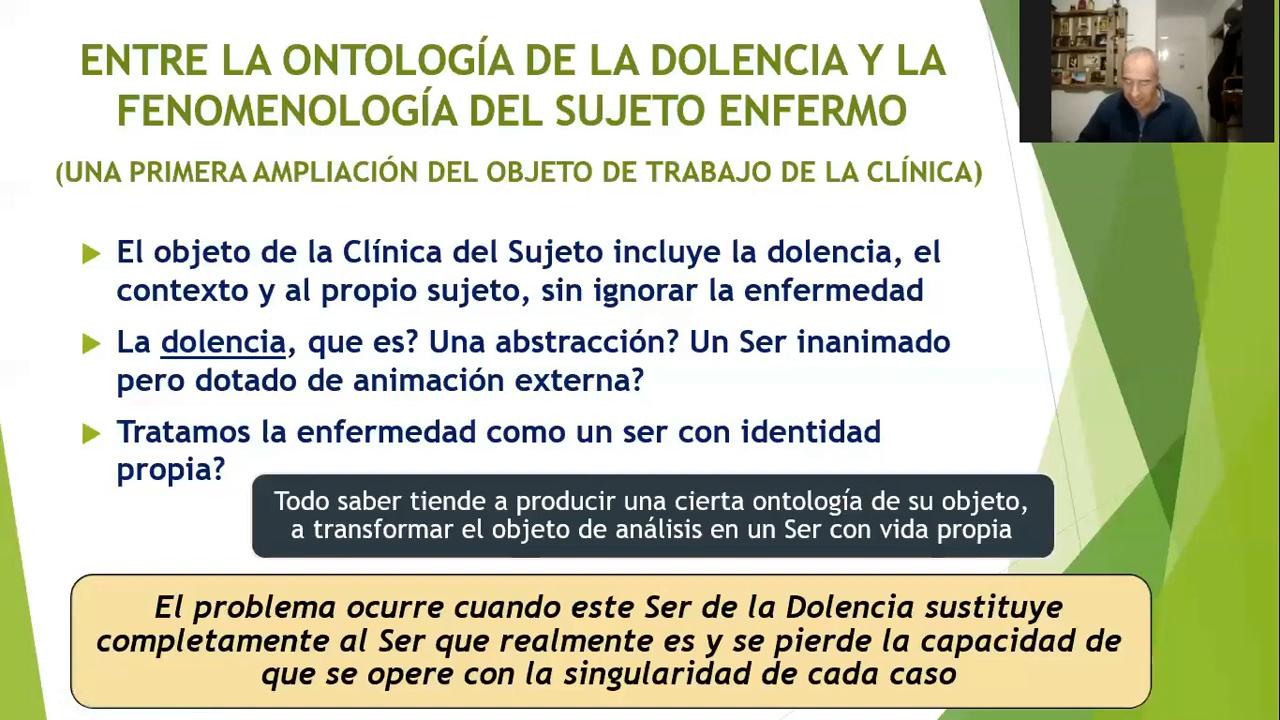 ENTRE LA ONTOLOGÍA DE LA DOLENCIA Y LA
FENOMENOLOGÍA DEL SUJETO ENFERMO
(UNA PRIMERA AMPLIACIÓN DEL OBJETO DE TRABAJO DE LA CLÍNICA)
El objeto de la Clínica del Sujeto incluye la dolencia, el
contexto y al propio sujeto, sin ignorar la enfermedad
La dolencia, que es? Una abstracción? Un Ser inanimado
pero dotado de animación externa?
Tratamos la enfermedad como un ser con identidad
propia?
Todo saber tiende a producir una cierta ontología de su objeto,
a transformar el objeto de análisis en un Ser con vida propia
El problema ocurre cuando este Ser de la Dolencia sustituye
completamente al Ser que realmente es y se pierde la capacidad de
que se opere con la singularidad de cada caso